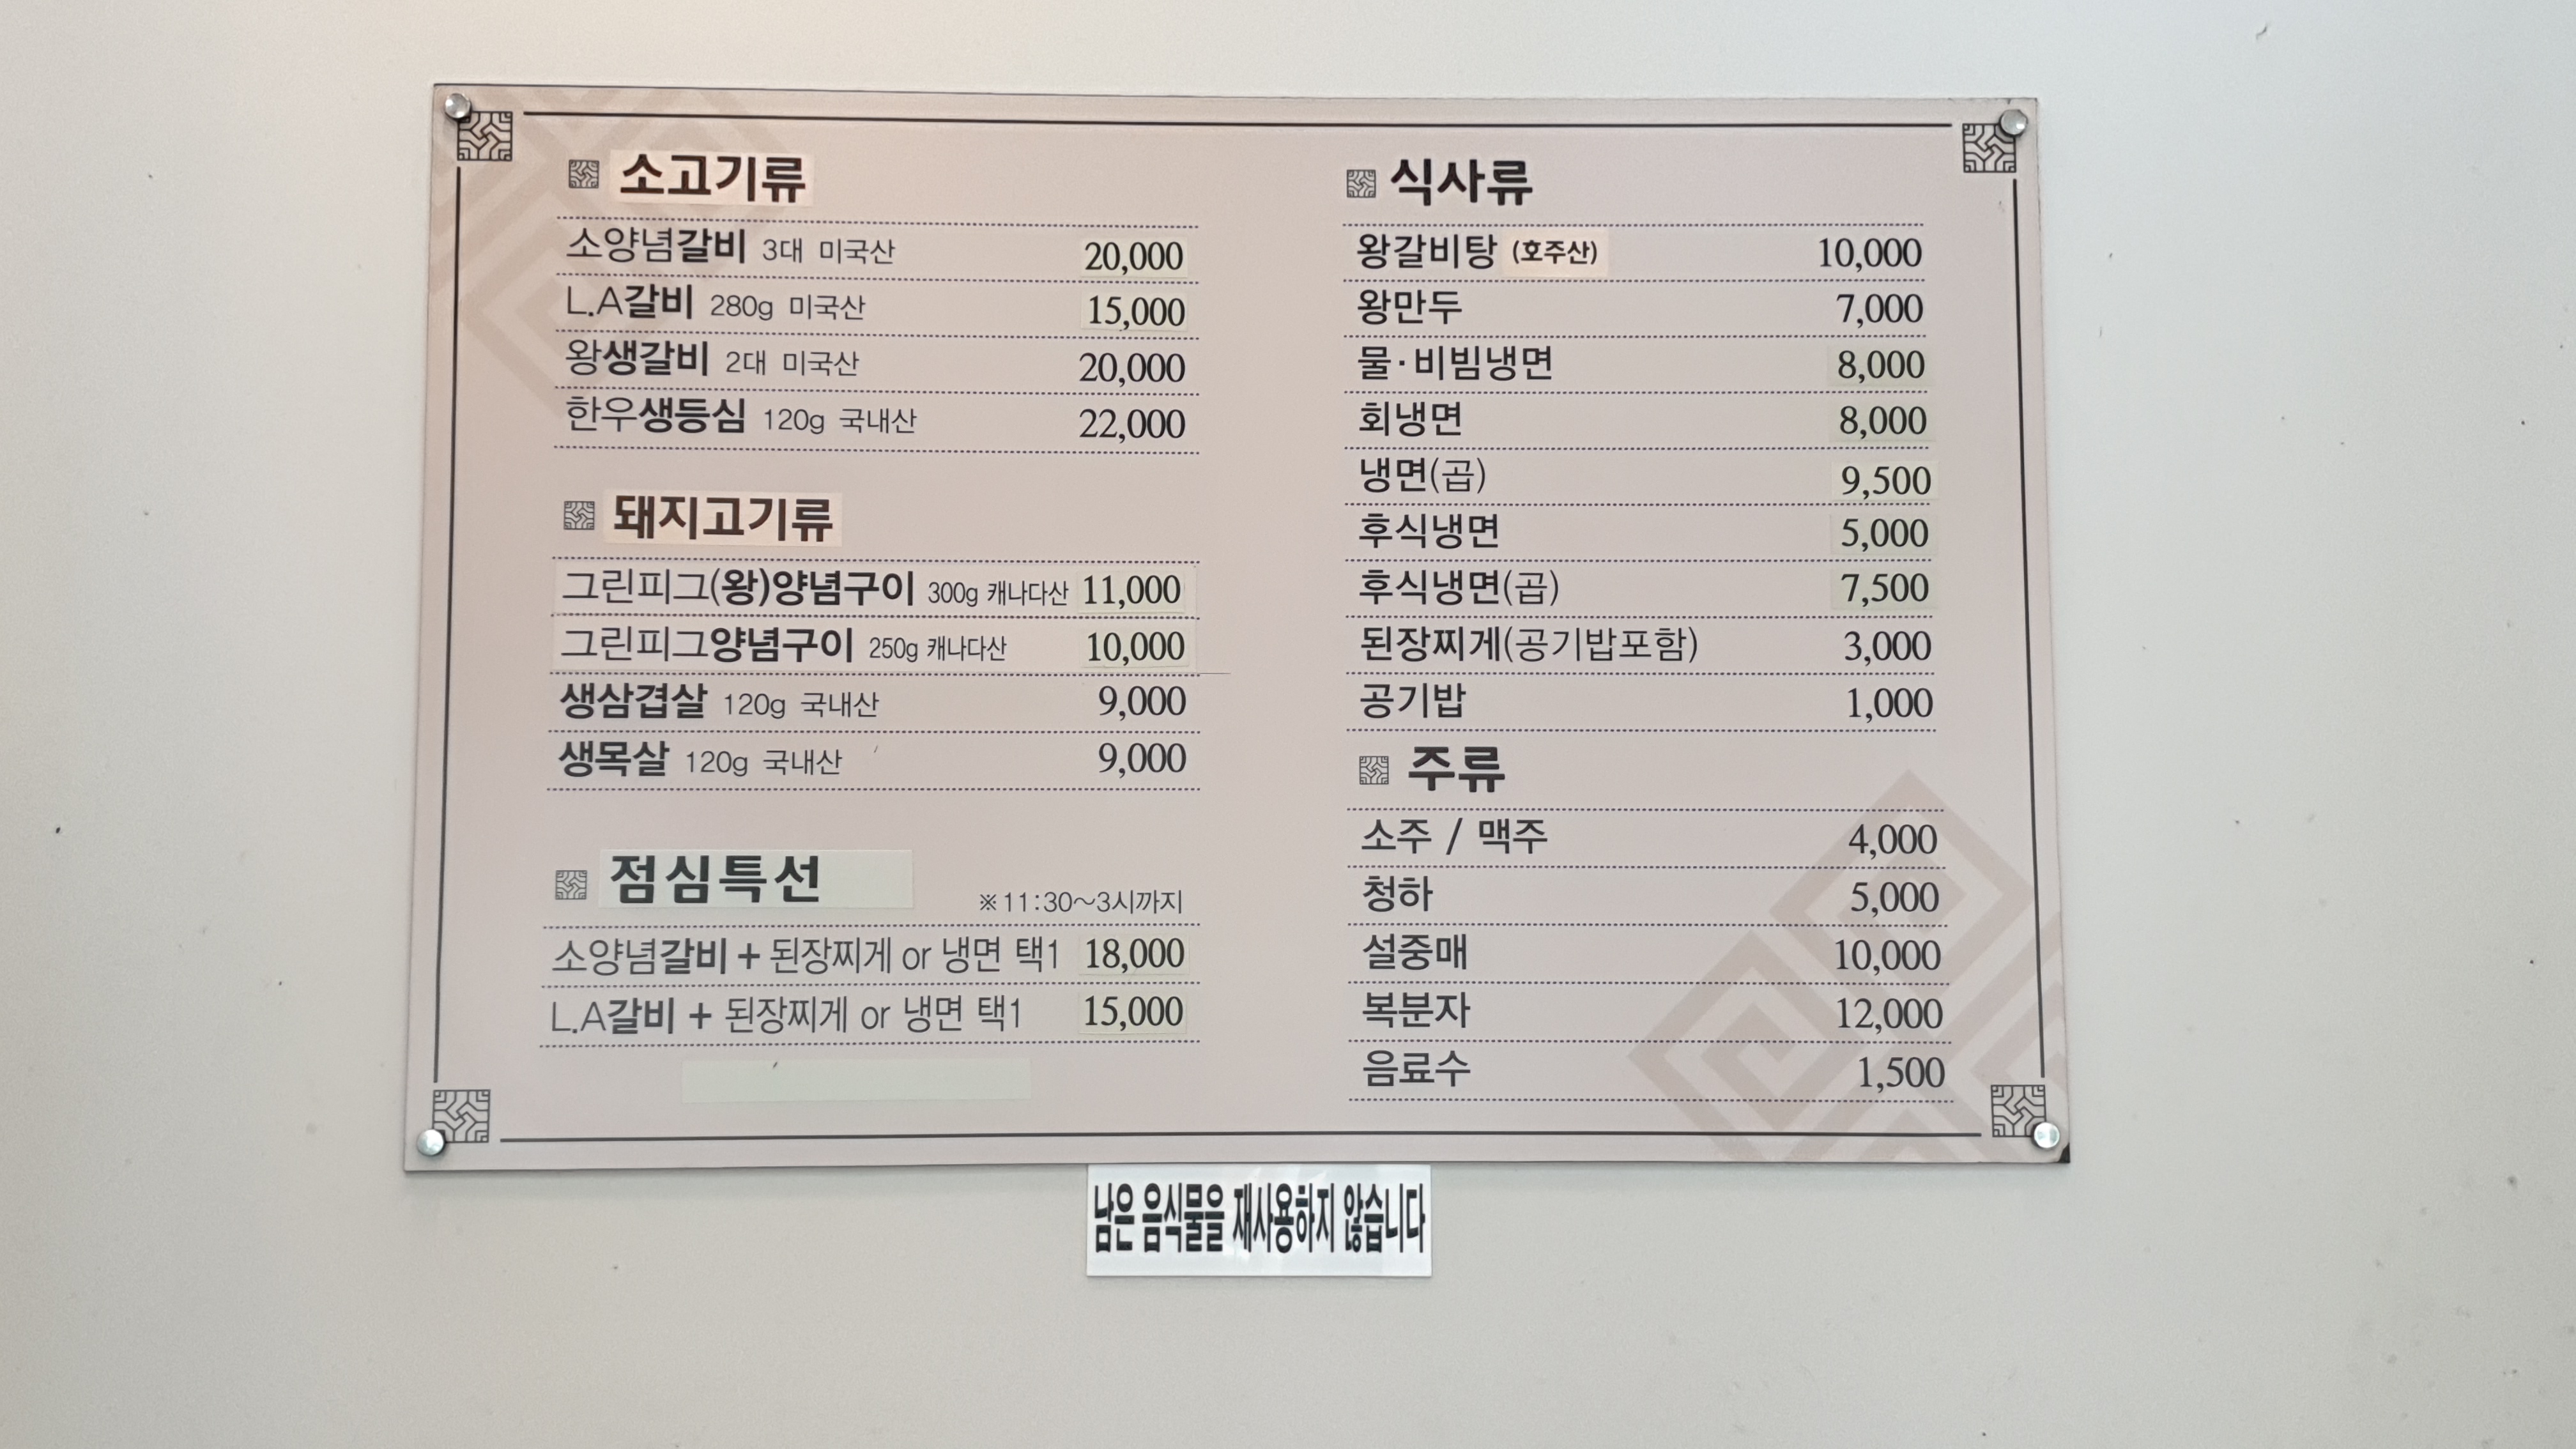 소고기류
소양념갈비 3대 미국산 20,000
L.A갈비 280g 미국산 15,000
왕생갈비 2대 미국산 20,000
한우생등심 120g 국내산 22,000
돼지고기류
그린피그(왕)양념구이 300g 캐나다산 11,000
그린피그양념구이 250g 캐나다산 10,000
생삼겹살 120g 국내산 9,000
생목살 120g 국내산 9,000
점심특선 ※11:30~3시까지
소양념갈비 + 된장찌게 or 냉면 택1 18,000
L.A갈비 + 된장찌게 or 냉면 택1 15,000
식사류
왕갈비탕 (호주산) 10,000
왕만두 7,000
물·비빔냉면 8,000
회냉면 8,000
냉면(곱) 9,500
후식냉면 5,000
후식냉면(곱) 7,500
된장찌게(공기밥포함) 3,000
공기밥 1,000
주류
소주 / 맥주 4,000
청하 5,000
설중매 10,000
복분자 12,000
음료수 1,500
남은 음식물을 재사용하지 않습니다